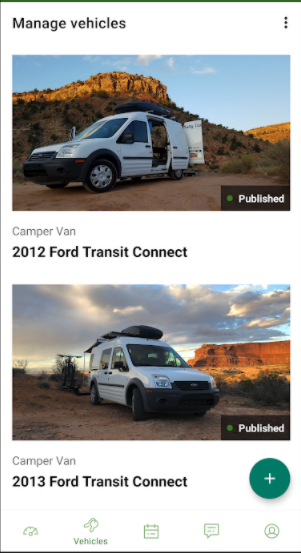 Manage vehicles
Published
Camper Van
2012 Ford Transit Connect
Published
Camper Van
2013 Ford Transit Connect
Vehicles